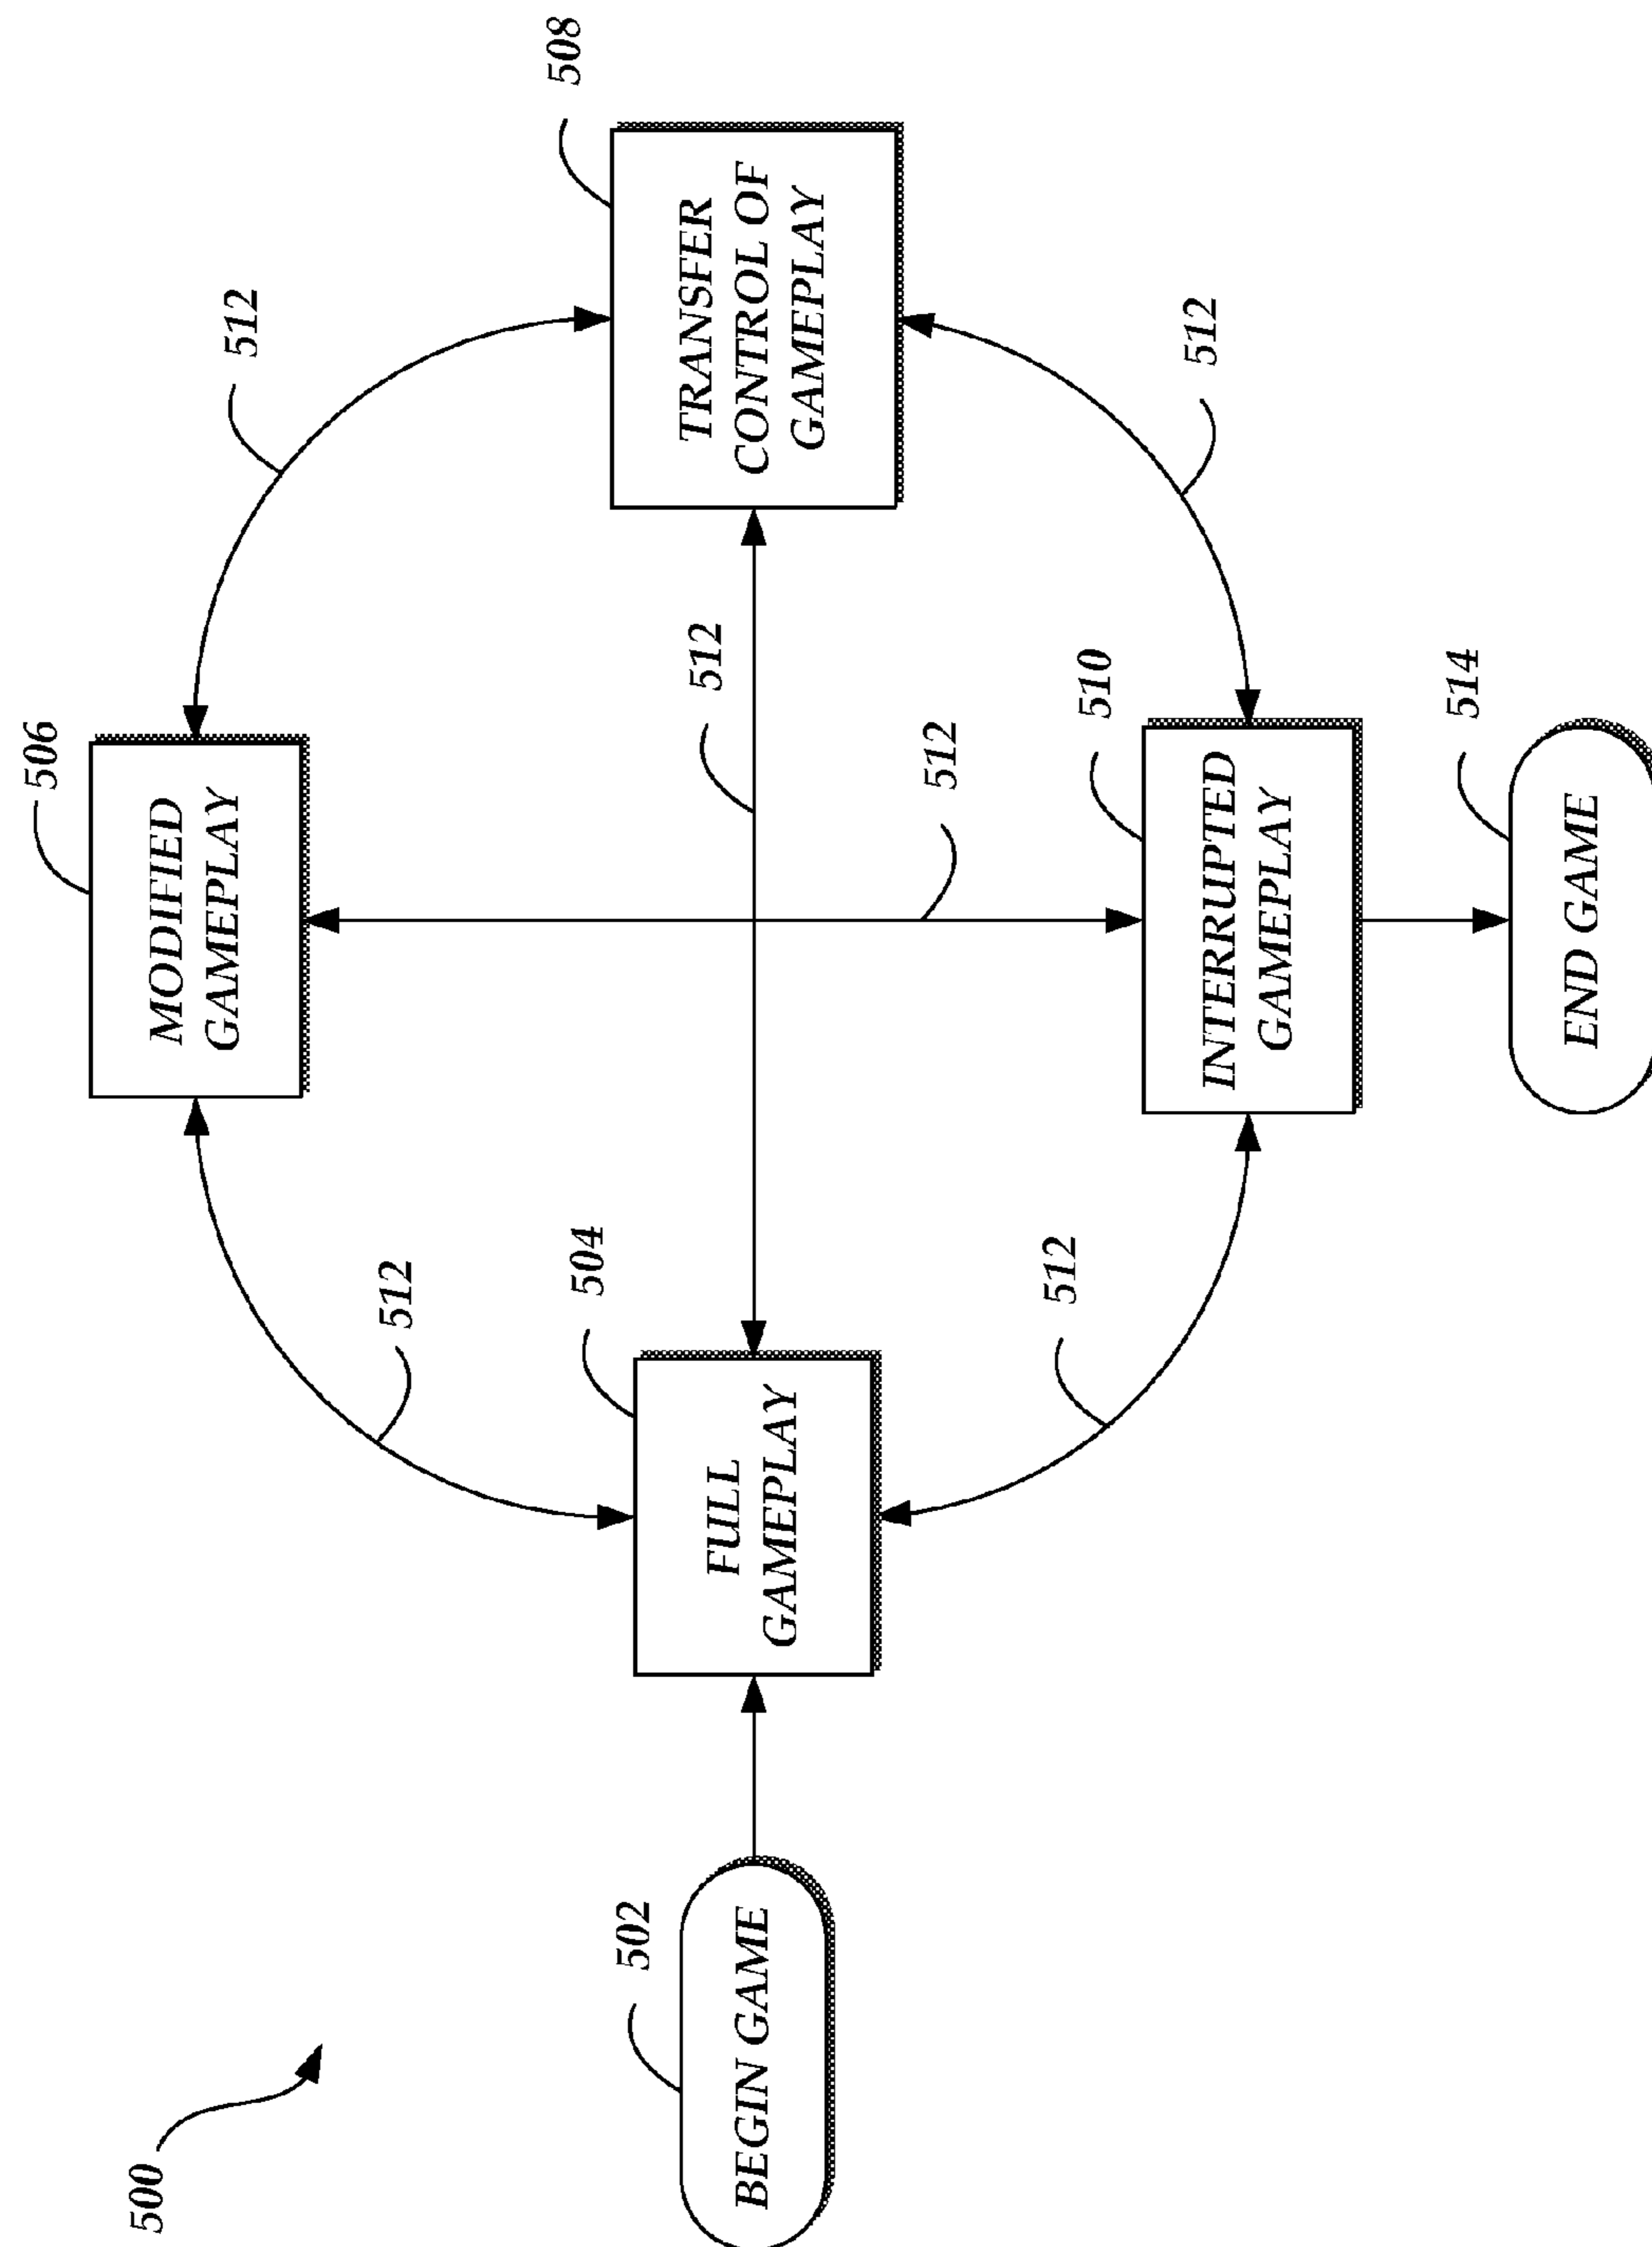 500
502
BEGIN GAME
504
FULL
GAMEPLAY
512
506
MODIFIED
GAMEPLAY
512
512
512
508
TRANSFER
CONTROL OF
GAMEPLAY
512
510
INTERRUPTED
GAMEPLAY
512
514
END GAME